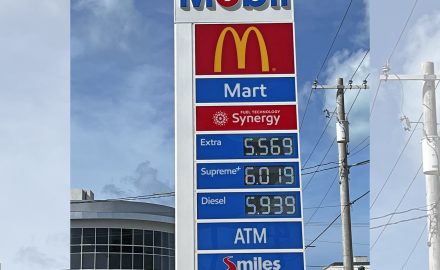 Mobil
Mart
FUEL TECHNOLOGY
Synergy
Extra 5.569
Supreme+ 6.019
Diesel 5.939
ATM
Smiles